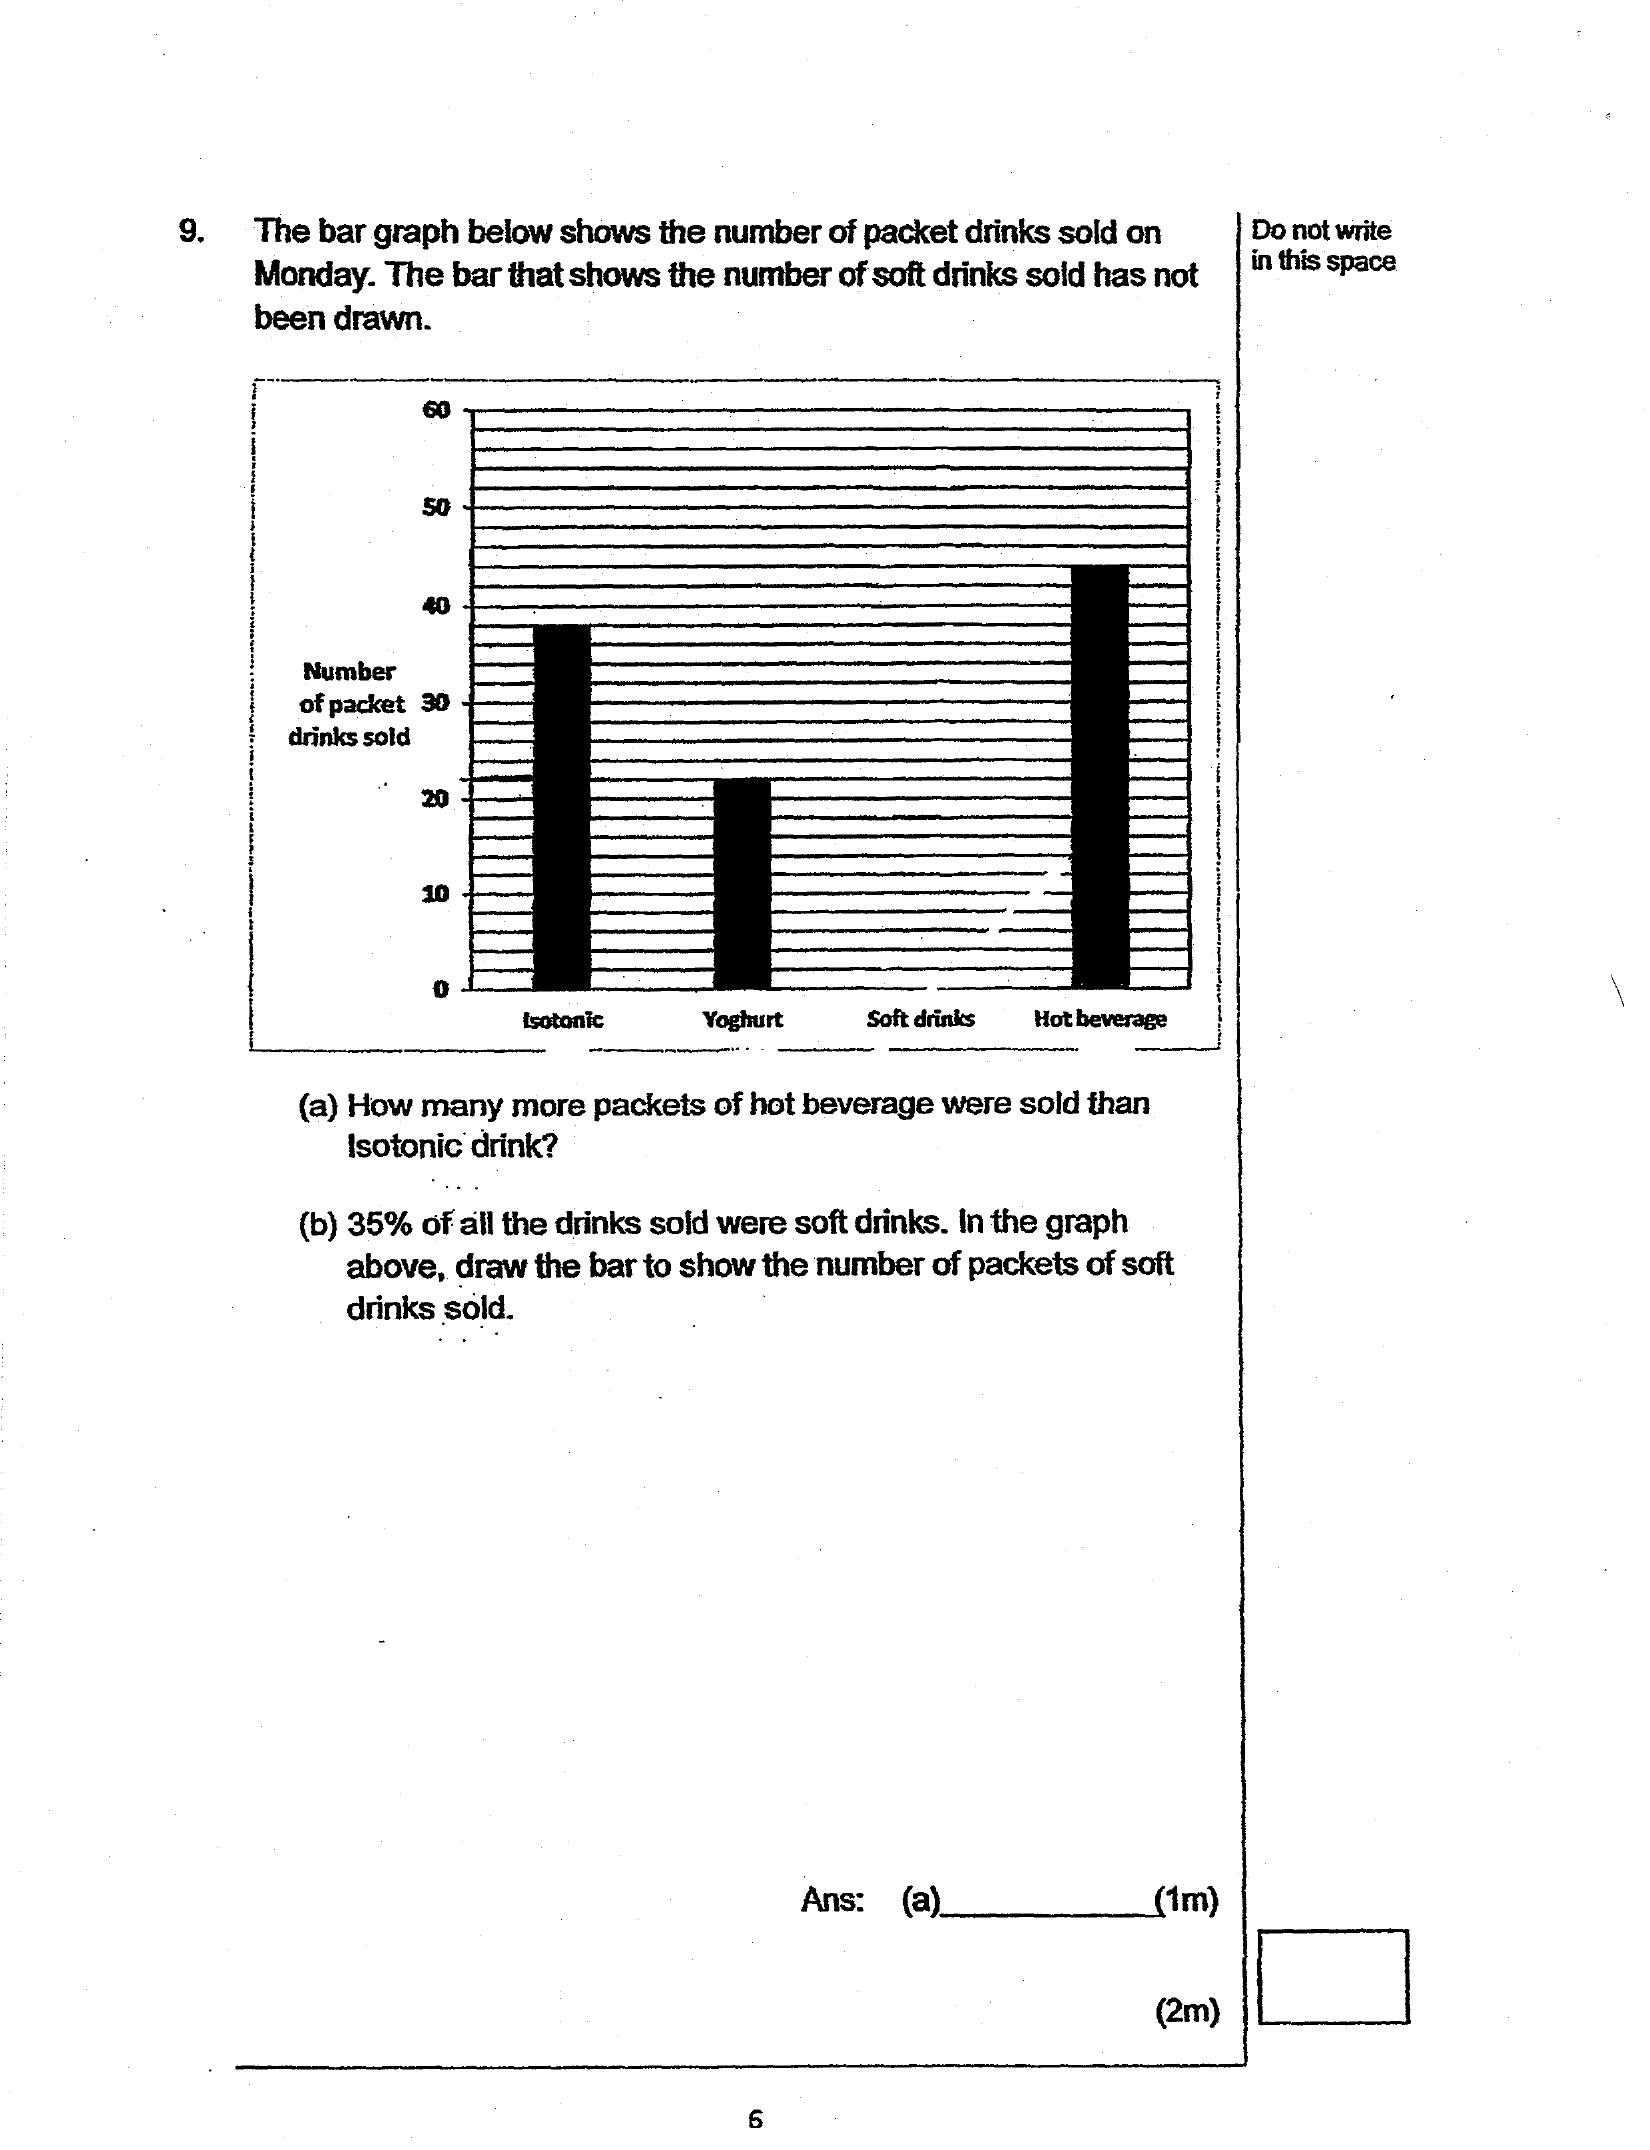 9. The bar graph below shows the number of packet drinks sold on
Monday. The bar that shows the number of soft drinks sold has not
been drawn.
Do not write
in this space
60
50
40
Number
of packet 30
drinks sold
20
10
0
Isotonic Yoghurt Soft drinks Hot beverage
(a) How many more packets of hot beverage were sold than
Isotonic drink?
(b) 35% of all the drinks sold were soft drinks. In the graph
above, draw the bar to show the number of packets of soft
drinks sold.
Ans: (a)____________(1m)
(2m)
6